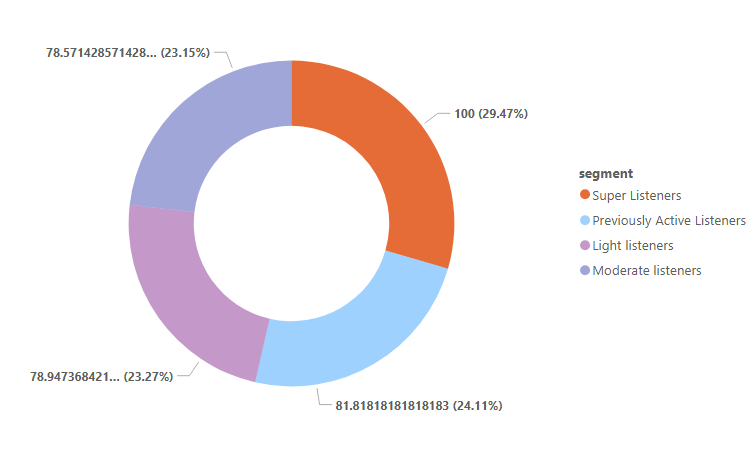 78.571428571428... (23.15%)
100 (29.47%)
segment
Super Listeners
Previously Active Listeners
Light listeners
Moderate listeners
78.947368421... (23.27%)
81.81818181818183 (24.11%)